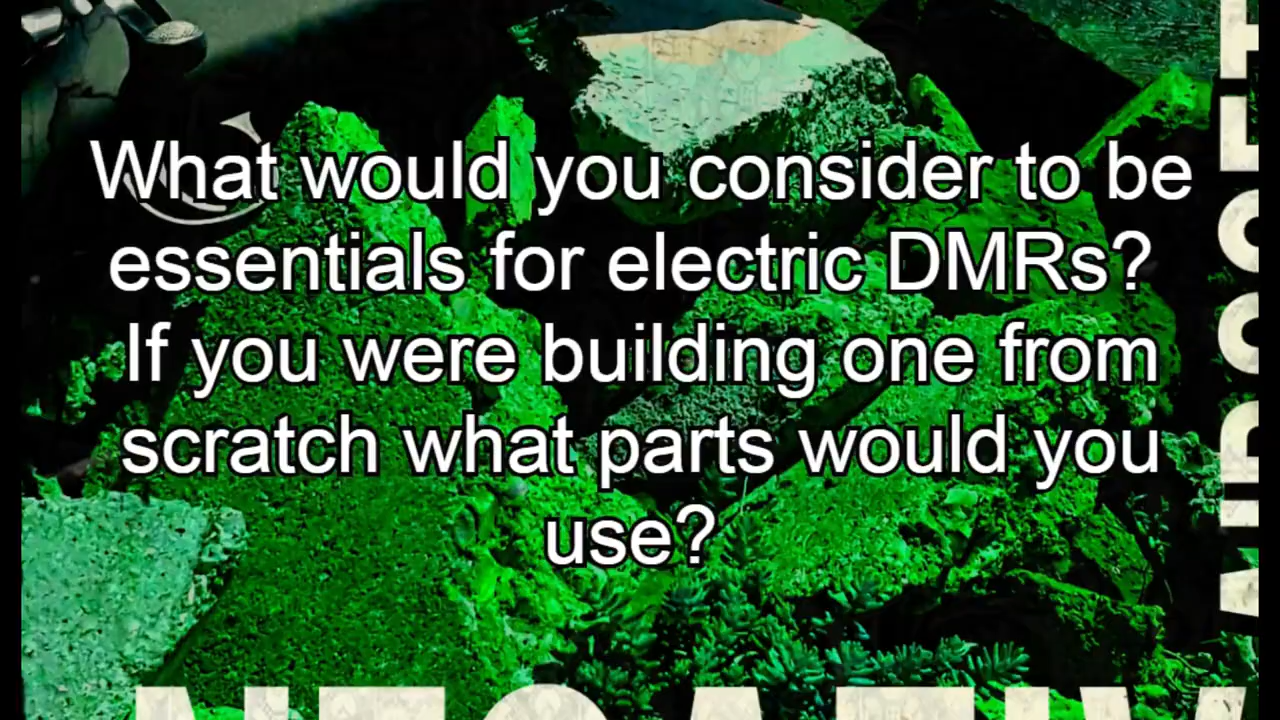 What would you consider to be
essentials for electric DMRs?
If you were building one from
scratch what parts would you
use?